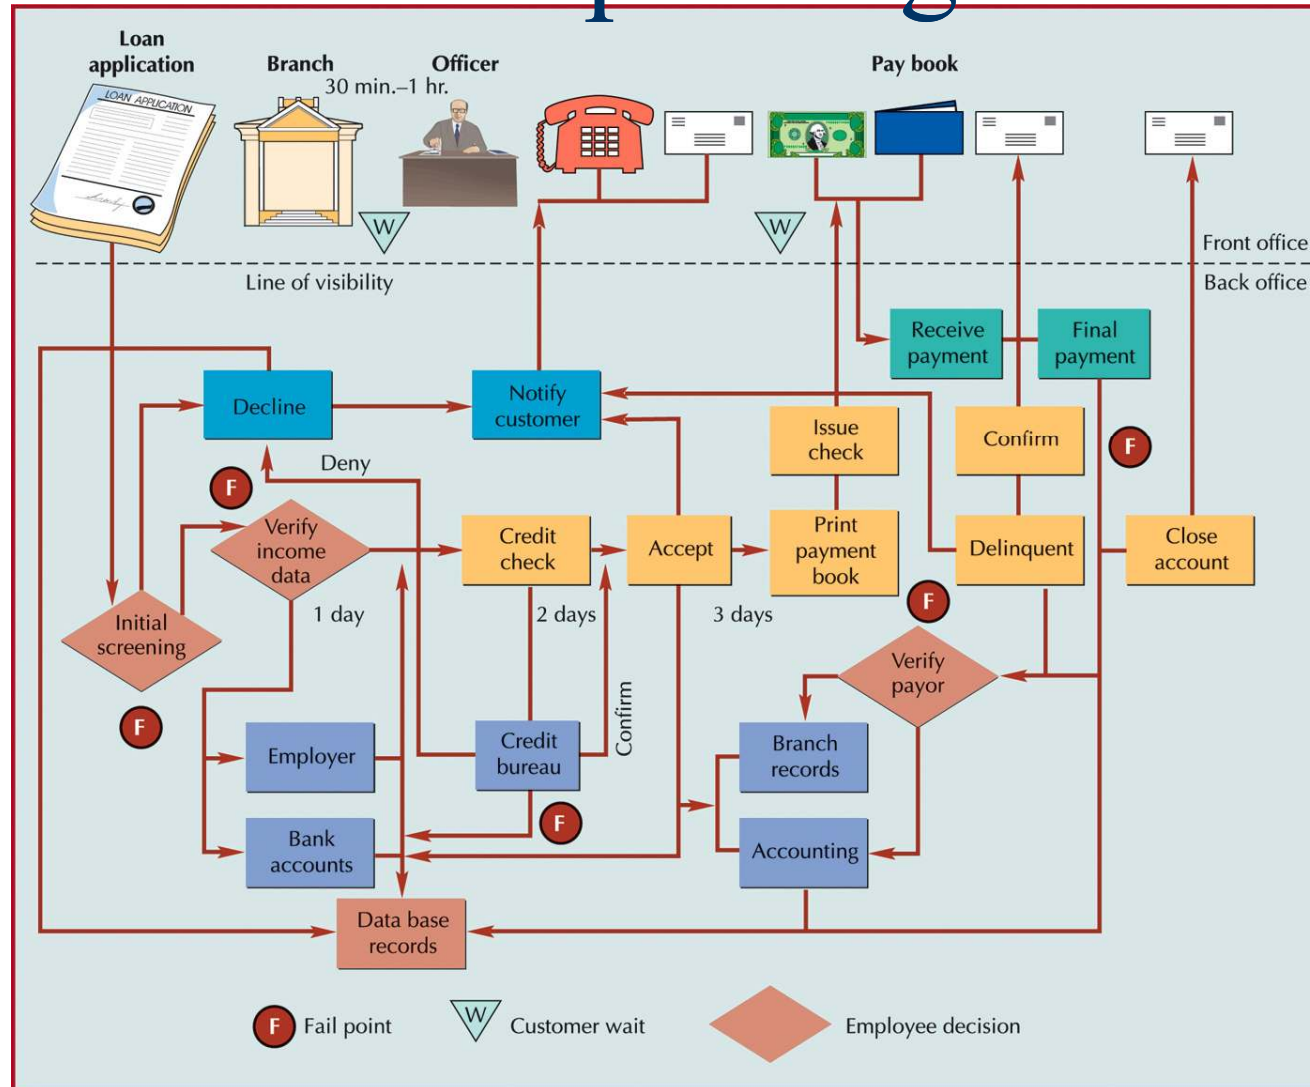 Loan
application
Branch
Officer
30 min.–1 hr.
Pay book
LOAN APPLICATION
W
W
Front office
Line of visibility
Back office
Receive
payment
Final
payment
Decline
Notify
customer
Issue
check
Confirm
F
Deny
F
Verify
income
data
Credit
check
Accept
Print
payment
book
Delinquent
Close
account
1 day
2 days
3 days
F
Initial
screening
Verify
payor
Confirm
F
Employer
Credit
bureau
Branch
records
F
Bank
accounts
Accounting
Data base
records
F Fail point
W Customer wait
Employee decision